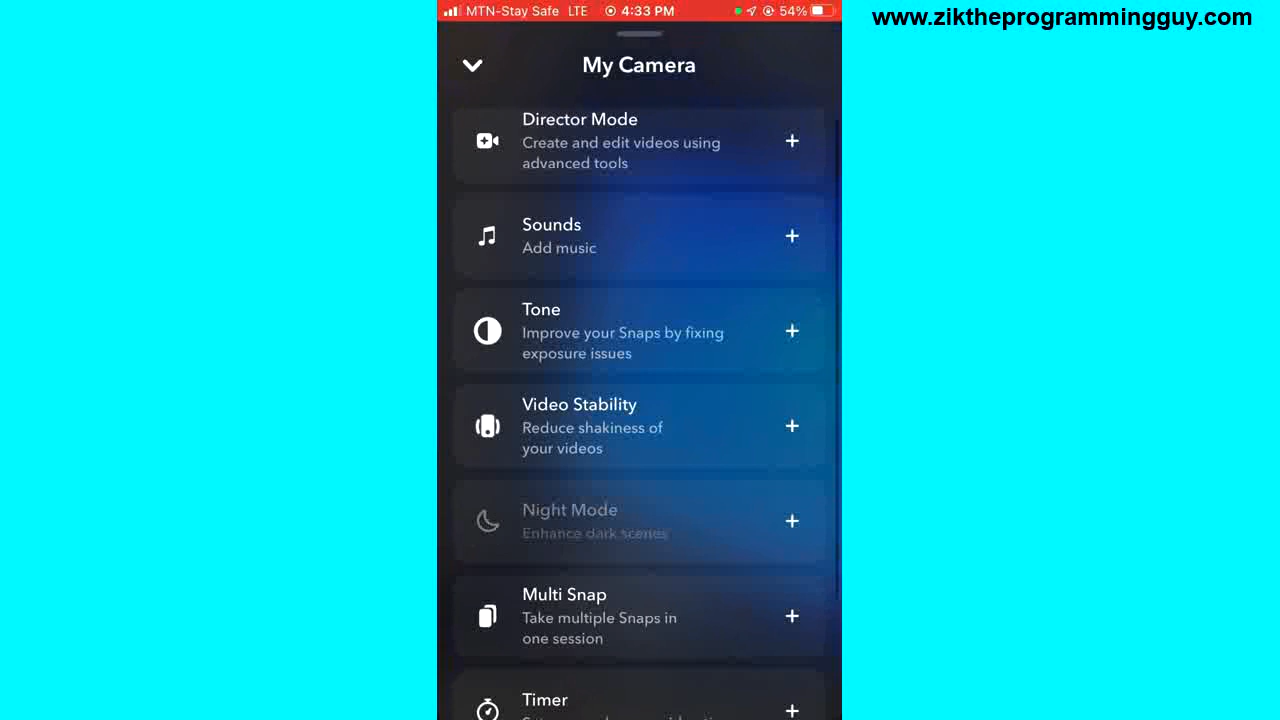 MTN-Stay Safe LTE 4:33 PM 54%
www.ziktheprogrammingguy.com
My Camera
Director Mode
Create and edit videos using
advanced tools
Sounds
Add music
Tone
Improve your Snaps by fixing
exposure issues
Video Stability
Reduce shakiness of
your videos
Night Mode
Enhance dark scenes
Multi Snap
Take multiple Snaps in
one session
Timer